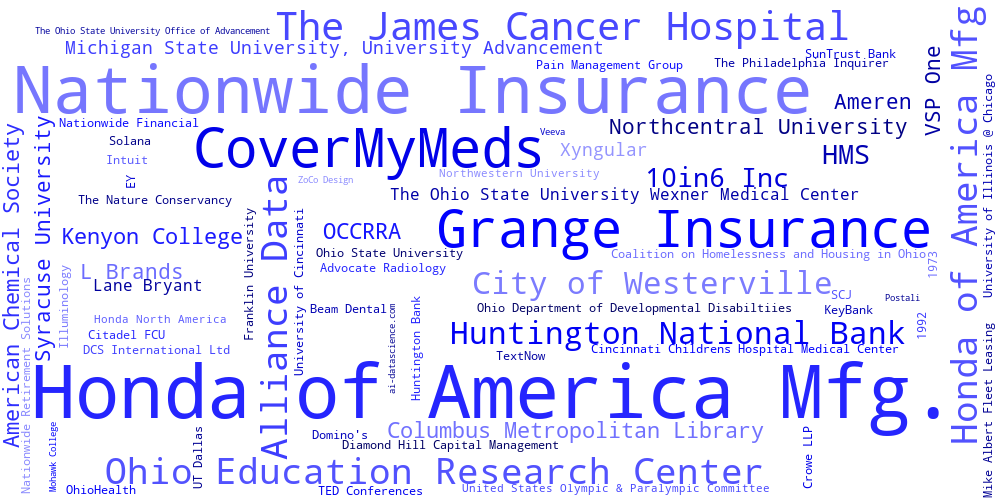 The Ohio State University Office of Advancement
The James Cancer Hospital
Michigan State University, University Advancement
SunTrust Bank
Pain Management Group
The Philadelphia Inquirer
Nationwide Insurance
VSP One
Honda of America Mfg
University of Illinois @ Chicago
Ameren
Nationwide Financial
CoverMyMeds
Veeva
Northcentral University
Solana
Intuit
Xyngular
HMS
EY
ZoCo Design
Northwestern University
10in6 Inc
The Nature Conservancy
The Ohio State University Wexner Medical Center
American Chemical Society
Syracuse University
Alliance Data
Franklin University
University of Cincinnati
Kenyon College
OCCRRA
Grange Insurance
Ohio State University
Coalition on Homelessness and Housing in Ohio
1973
Advocate Radiology
L Brands
Lane Bryant
City of Westerville
SCJ
Postali
Illuminology
Nationwide Retirement Solutions
Beam Dental
ai-datascience.com
Huntington Bank
Ohio Department of Developmental Disabiltiies
KeyBank
Honda North America
Citadel FCU
DCS International Ltd
Huntington National Bank
1992
TextNow
Cincinnati Childrens Hospital Medical Center
Mike Albert Fleet Leasing
Honda of America Mfg.
Mohawk College
UT Dallas
Domino's
Columbus Metropolitan Library
Diamond Hill Capital Management
Crowe LLP
Ohio Education Research Center
OhioHealth
TED Conferences
United States Olympic & Paralympic Committee